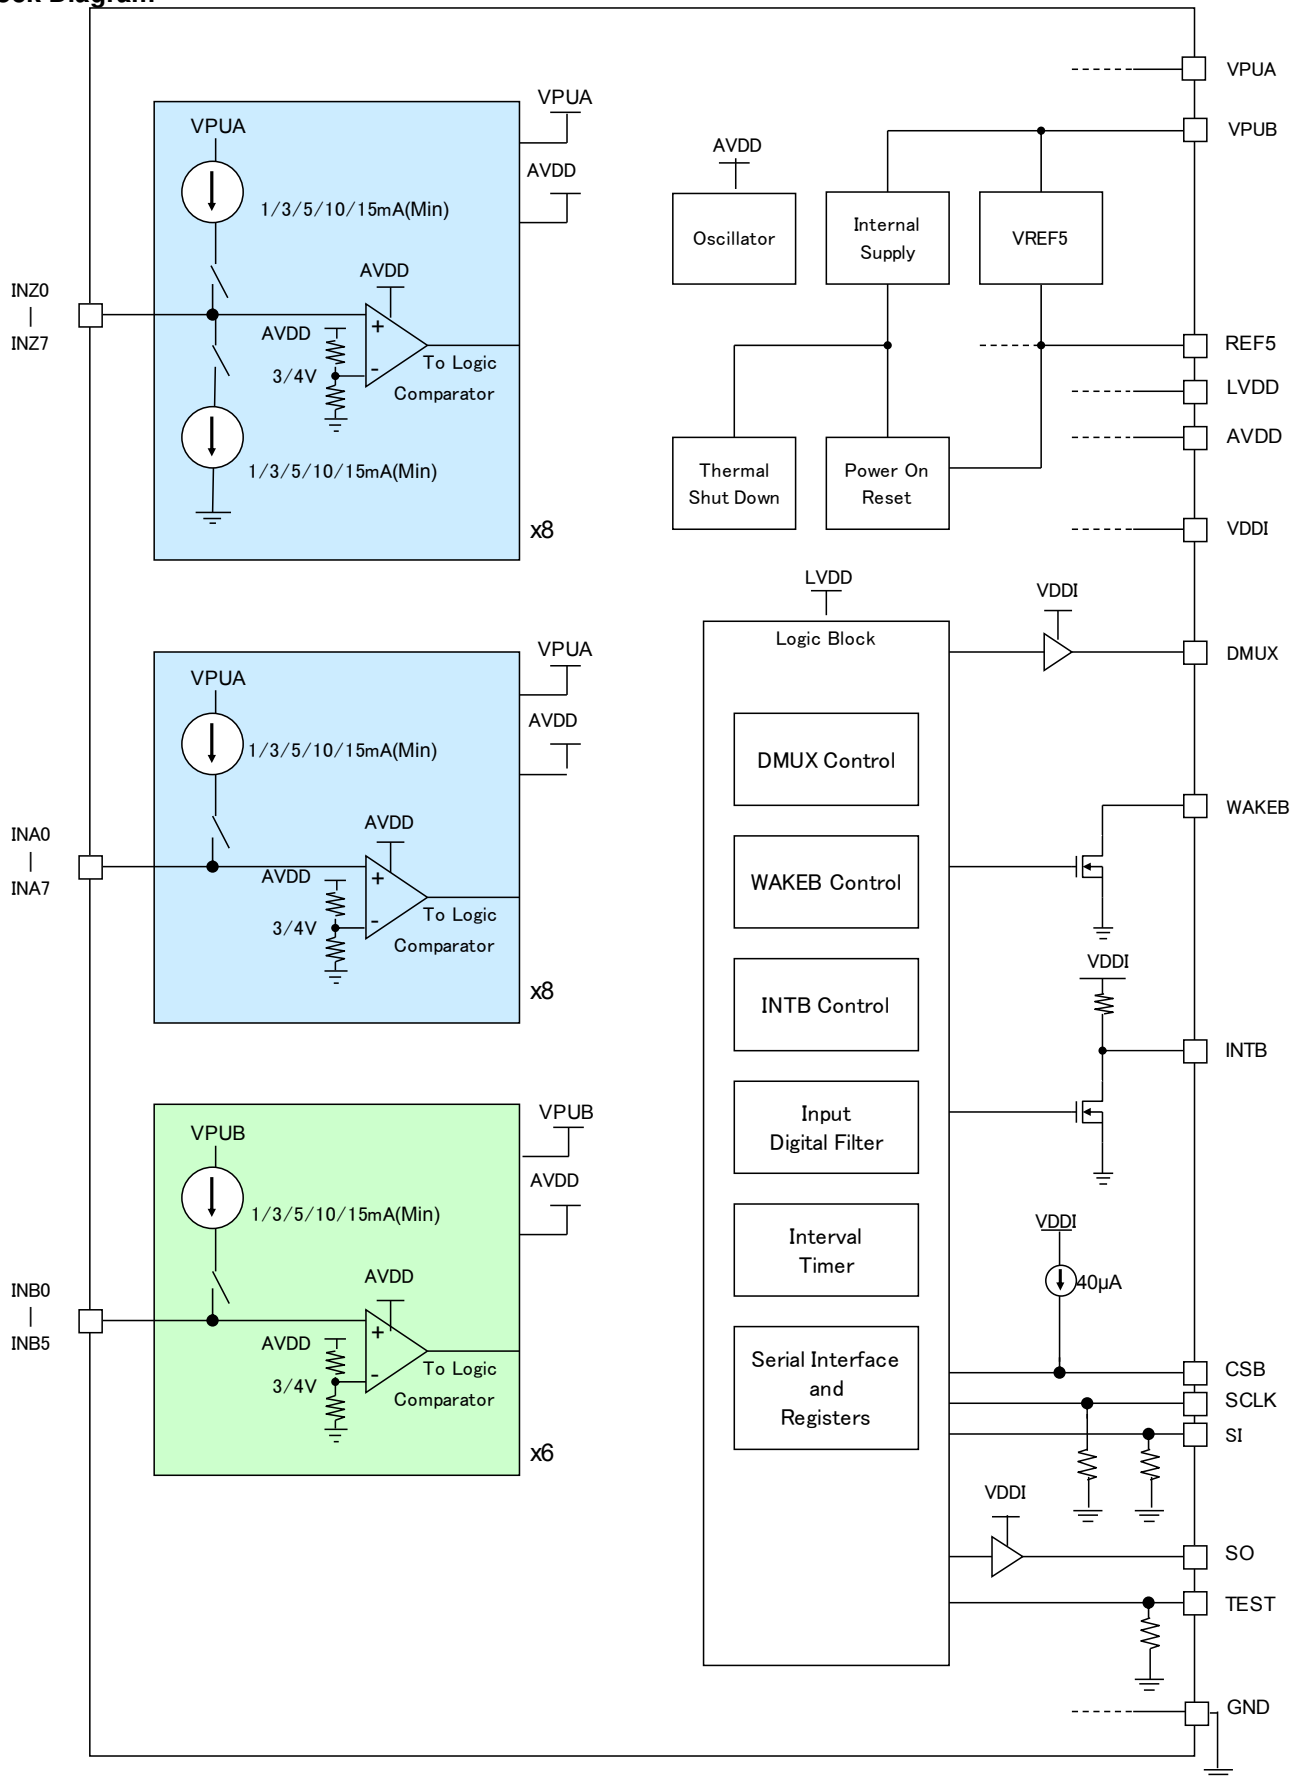 Block Diagram
VPUA
VPUA
AVDD
1/3/5/10/15mA(Min)
AVDD
INZ0
|
INZ7
AVDD
3/4V
+
-
To Logic
Comparator
1/3/5/10/15mA(Min)
x8
VPUA
VPUA
AVDD
1/3/5/10/15mA(Min)
AVDD
INA0
|
INA7
AVDD
3/4V
+
-
To Logic
Comparator
x8
VPUB
VPUB
AVDD
1/3/5/10/15mA(Min)
AVDD
INB0
|
INB5
AVDD
3/4V
+
-
To Logic
Comparator
x6
AVDD
Oscillator
Internal
Supply
VREF5
Thermal
Shut Down
Power On
Reset
LVDD
Logic Block
DMUX Control
WAKEB Control
INTB Control
Input
Digital Filter
Interval
Timer
Serial Interface
and
Registers
VDDI
VDDI
VDDI
40µA
VDDI
VPUA
VPUB
REF5
LVDD
AVDD
VDDI
DMUX
WAKEB
INTB
CSB
SCLK
SI
SO
TEST
GND